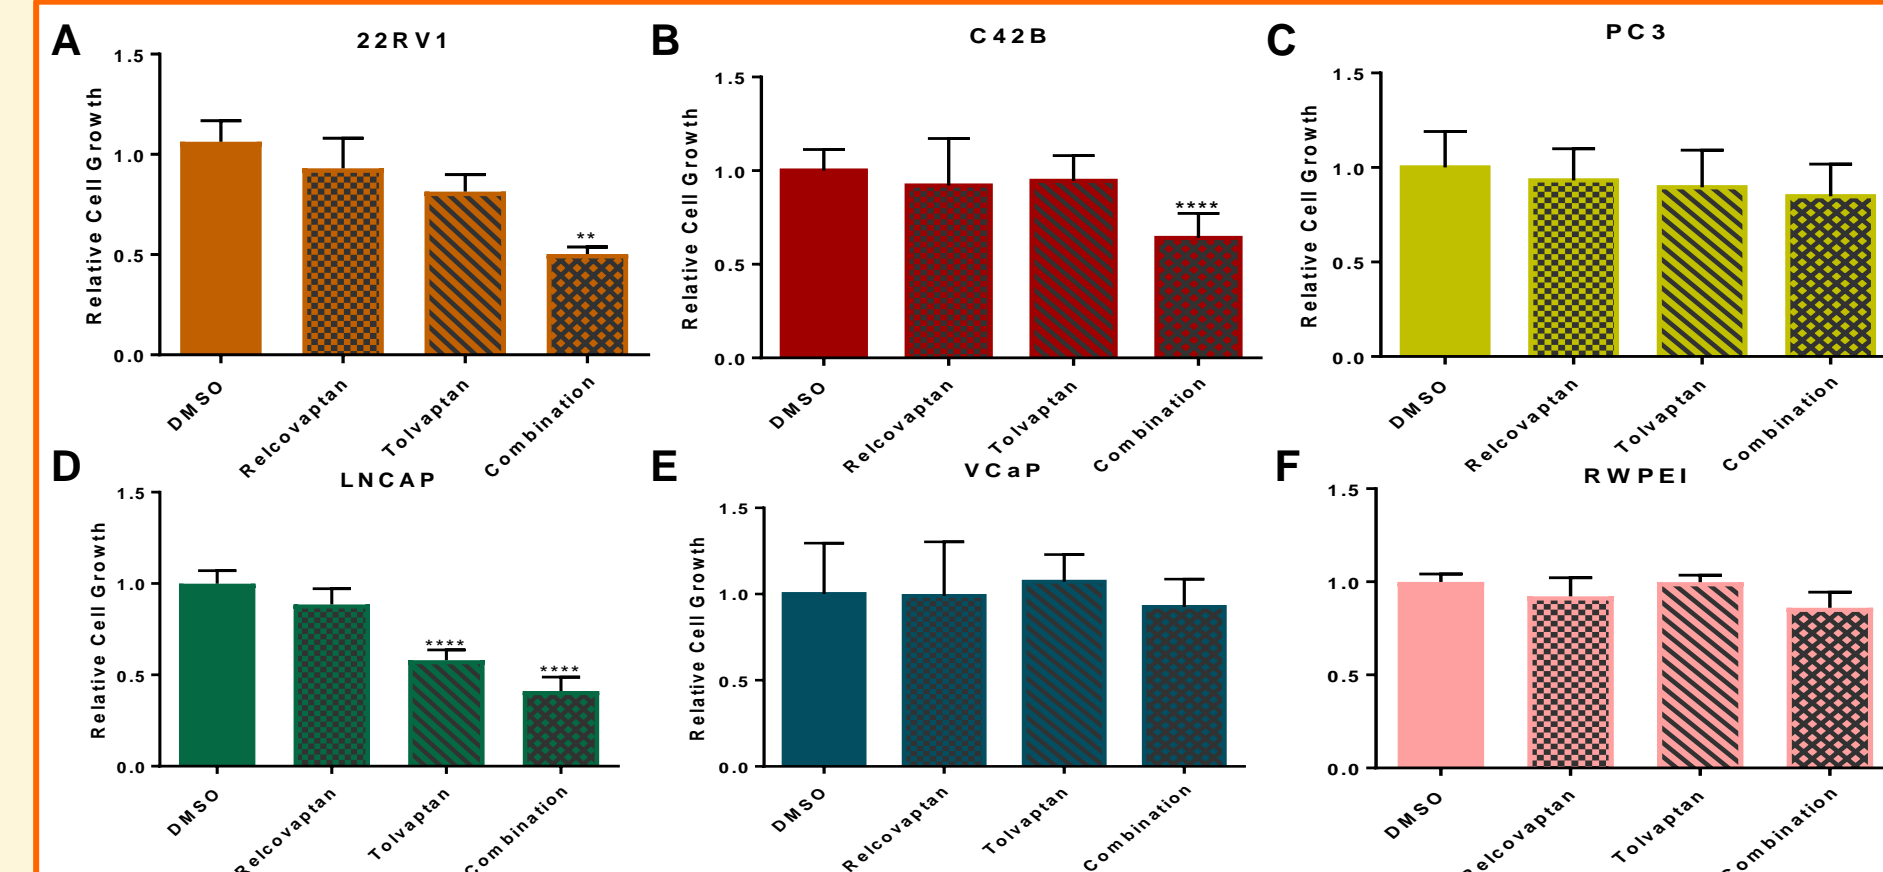 A
22RV1
Relative Cell Growth
1.5
1.0
0.5
0.0
**
DMSO
Relcovaptan
Tolvaptan
Combination
B
C42B
Relative Cell Growth
1.5
1.0
0.5
0.0
****
DMSO
Relcovaptan
Tolvaptan
Combination
C
PC3
Relative Cell Growth
1.5
1.0
0.5
0.0
DMSO
Relcovaptan
Tolvaptan
Combination
D
LNCAP
Relative Cell Growth
1.5
1.0
0.5
0.0
****
****
DMSO
Relcovaptan
Tolvaptan
Combination
E
VCaP
Relative Cell Growth
1.5
1.0
0.5
0.0
DMSO
Relcovaptan
Tolvaptan
Combination
F
RWPEI
1.5
1.0
0.5
0.0
DMSO
Relcovaptan
Tolvaptan
Combination